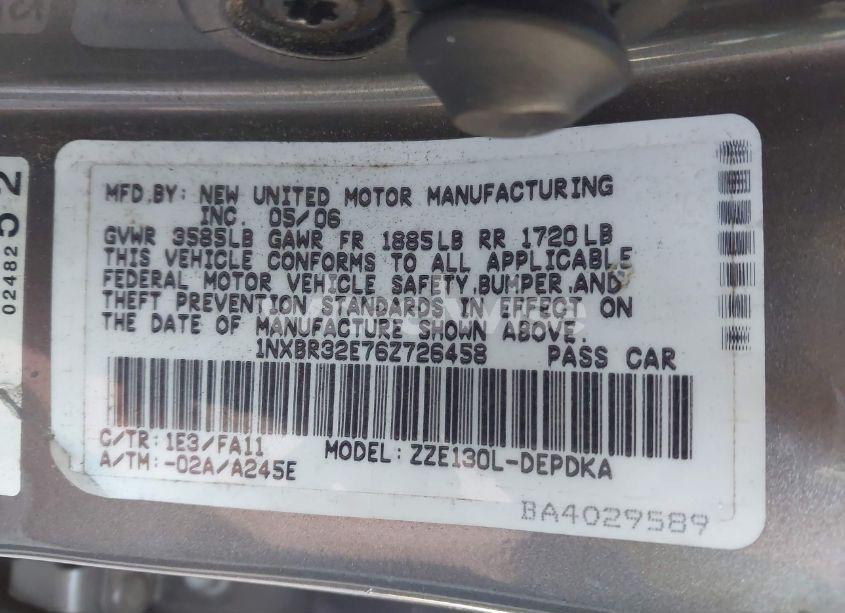 MFD.BY: NEW UNITED MOTOR MANUFACTURING
INC. 05/06
GVWR 3585LB GAWR FR 1885LB RR 1720LB
THIS VEHICLE CONFORMS TO ALL APPLICABLE
FEDERAL MOTOR VEHICLE SAFETY,BUMPER,AND
THEFT PREVENTION STANDARDS IN EFFECT ON
THE DATE OF MANUFACTURE SHOWN ABOVE.
1NXBR32E76Z726458 PASS CAR
C/TR: 1E3/FA11 MODEL: ZZE130L-DEPDKA
A/TM: -02A/A245E
BA4029589
02482
52